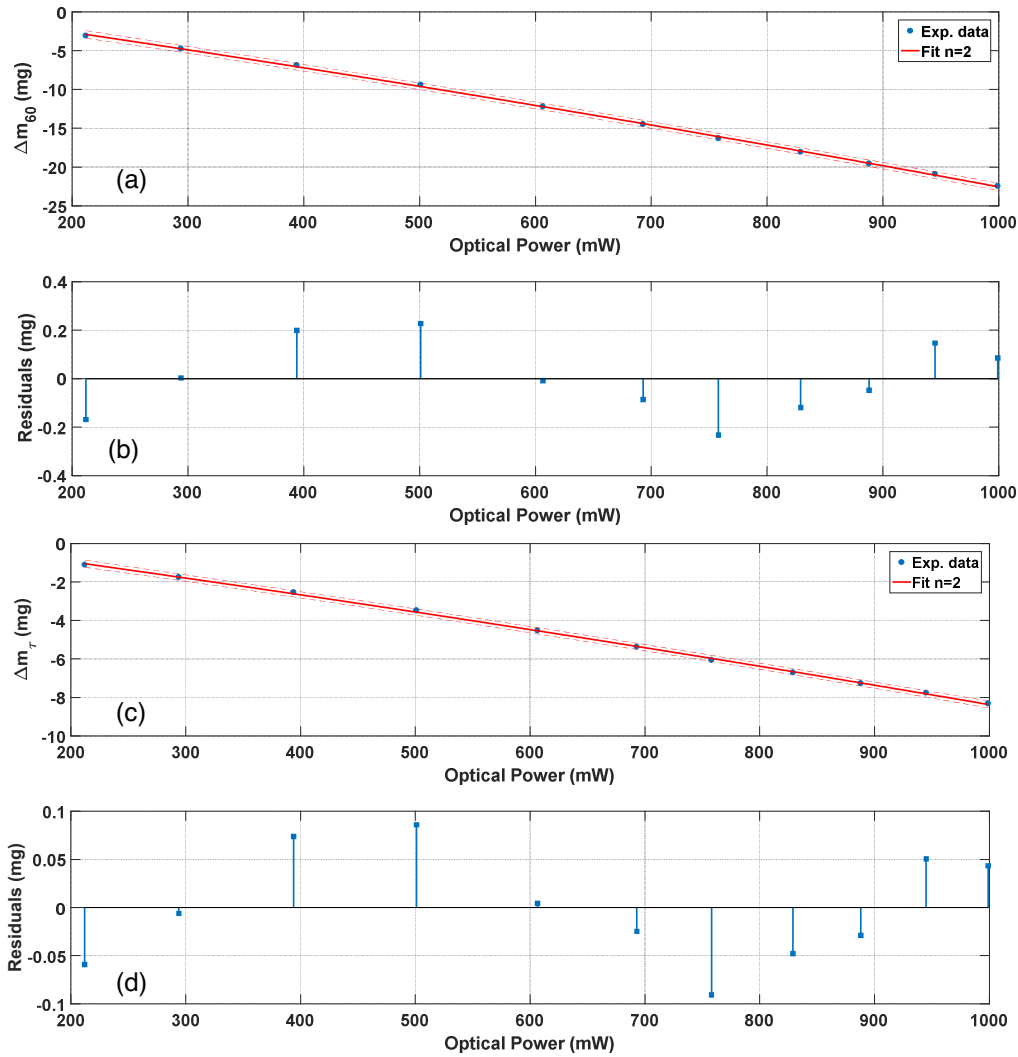 0
-5
-10
-15
-20
-25
Δm60 (mg)
Exp. data
Fit n=2
(a)
200 300 400 500 600 700 800 900 1000
Optical Power (mW)
0.4
0.2
0
-0.2
-0.4
Residuals (mg)
(b)
200 300 400 500 600 700 800 900 1000
Optical Power (mW)
0
-2
-4
-6
-8
-10
Δmτ (mg)
Exp. data
Fit n=2
(c)
200 300 400 500 600 700 800 900 1000
Optical Power (mW)
0.1
0.05
0
-0.05
-0.1
Residuals (mg)
(d)
200 300 400 500 600 700 800 900 1000
Optical Power (mW)